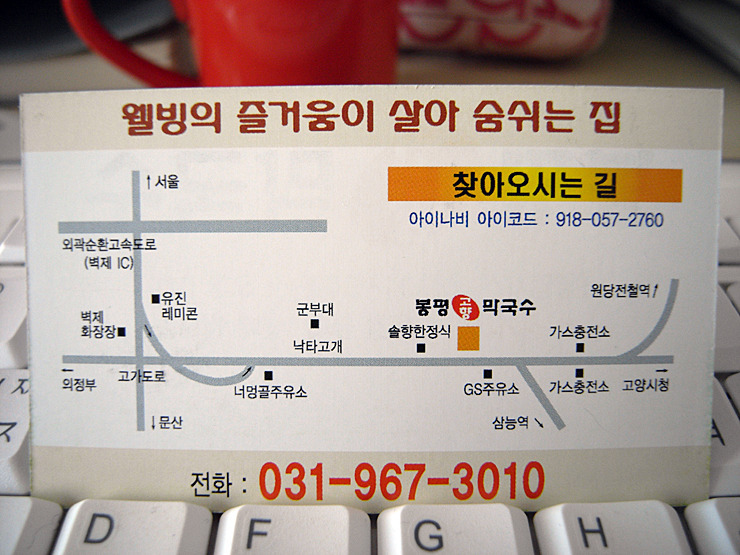 웰빙의 즐거움이 살아 숨쉬는 집
찾아오시는 길
아이나비 아이코드 : 918-057-2760
↑서울
외곽순환고속도로
(벽제 IC)
유진
레미콘
벽제
화장장
군부대
낙타고개
봉평 고향 막국수
솔향한정식
원당전철역↑
가스충전소
←
의정부
고가도로
너멍골주유소
GS주유소
가스충전소
→
고양시청
↓문산
삼능역↘
전화 : 031-967-3010
D
F
G
H
ㅈ
A